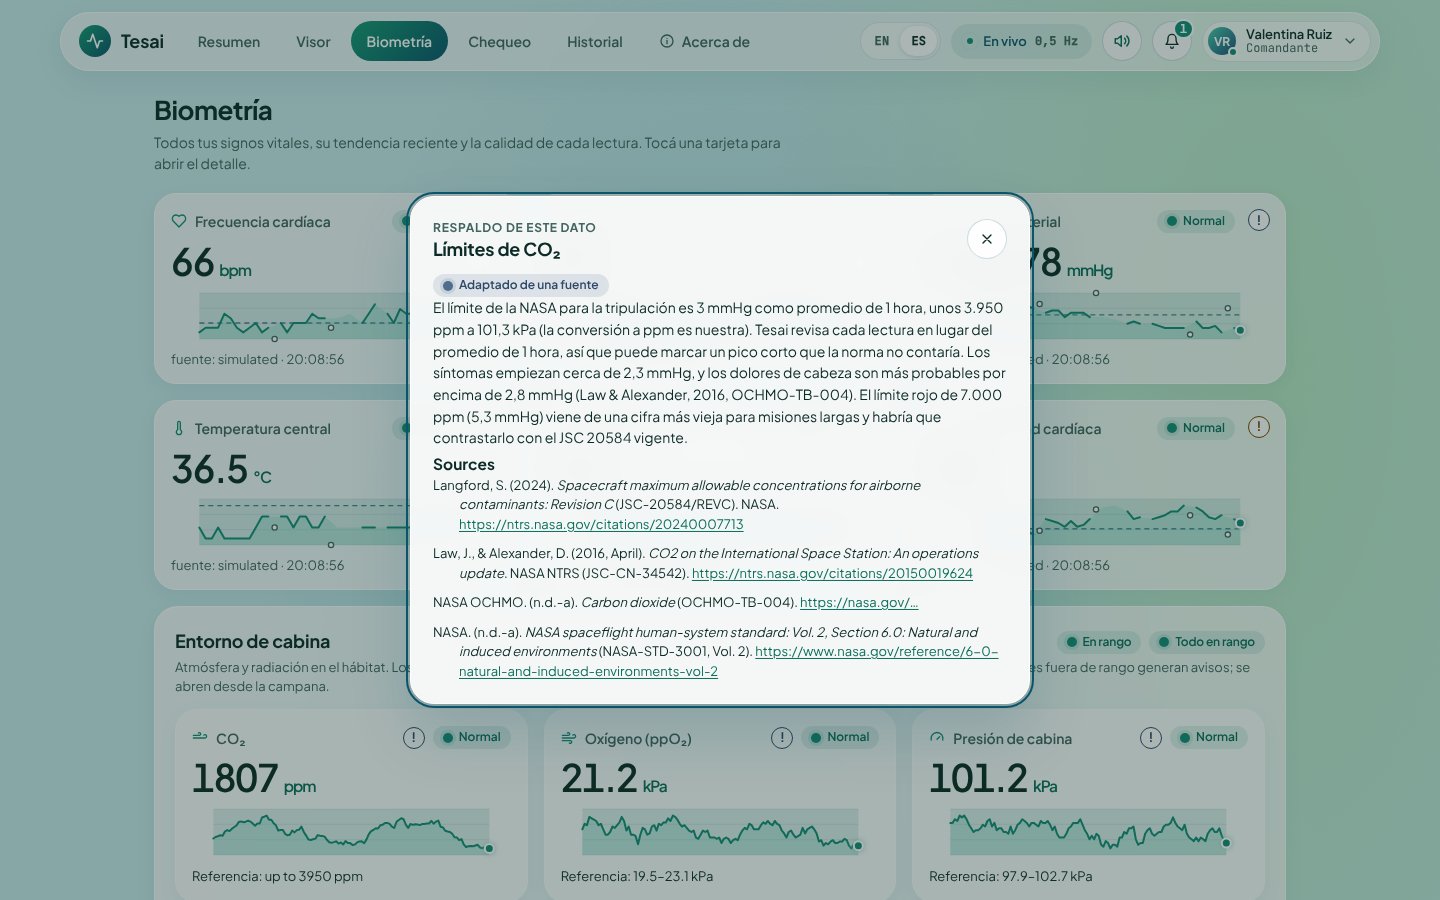 Tesai
Resumen
Visor
Biometría
Chequeo
Historial
Acerca de
EN
ES
En vivo 0,5 Hz
1
VR
Valentina Ruiz
Comandante
Biometría
Todos tus signos vitales, su tendencia reciente y la calidad de cada lectura. Tocá una tarjeta para
abrir el detalle.
Frecuencia cardíaca
66 bpm
fuente: simulated · 20:08:56
erial
Normal
!
78 mmHg
ed · 20:08:56
RESPALDO DE ESTE DATO
Límites de CO₂
Adaptado de una fuente
El límite de la NASA para la tripulación es 3 mmHg como promedio de 1 hora, unos 3.950
ppm a 101,3 kPa (la conversión a ppm es nuestra). Tesai revisa cada lectura en lugar del
promedio de 1 hora, así que puede marcar un pico corto que la norma no contaría. Los
síntomas empiezan cerca de 2,3 mmHg, y los dolores de cabeza son más probables por
encima de 2,8 mmHg (Law & Alexander, 2016, OCHMO-TB-004). El límite rojo de 7.000
ppm (5,3 mmHg) viene de una cifra más vieja para misiones largas y habría que
contrastarlo con el JSC 20584 vigente.
Sources
Langford, S. (2024). Spacecraft maximum allowable concentrations for airborne
contaminants: Revision C (JSC-20584/REVC). NASA.
https://ntrs.nasa.gov/citations/20240007713
Law, J., & Alexander, D. (2016, April). CO2 on the International Space Station: An operations
update. NASA NTRS (JSC-CN-34542). https://ntrs.nasa.gov/citations/20150019624
NASA OCHMO. (n.d.-a). Carbon dioxide (OCHMO-TB-004). https://nasa.gov/…
NASA. (n.d.-a). NASA spaceflight human-system standard: Vol. 2, Section 6.0: Natural and
induced environments (NASA-STD-3001, Vol. 2). https://www.nasa.gov/reference/6-0-
natural-and-induced-environments-vol-2
Temperatura central
36.5 °C
fuente: simulated · 20:08:56
d cardíaca
Normal
!
ed · 20:08:56
Entorno de cabina
En rango
Todo en rango
Atmósfera y radiación en el hábitat. Los
es fuera de rango generan avisos; se
abren desde la campana.
CO₂
!
Normal
1807 ppm
Referencia: up to 3950 ppm
Oxígeno (ppO₂)
!
Normal
21.2 kPa
Referencia: 19.5–23.1 kPa
Presión de cabina
!
Normal
101.2 kPa
Referencia: 97.9–102.7 kPa